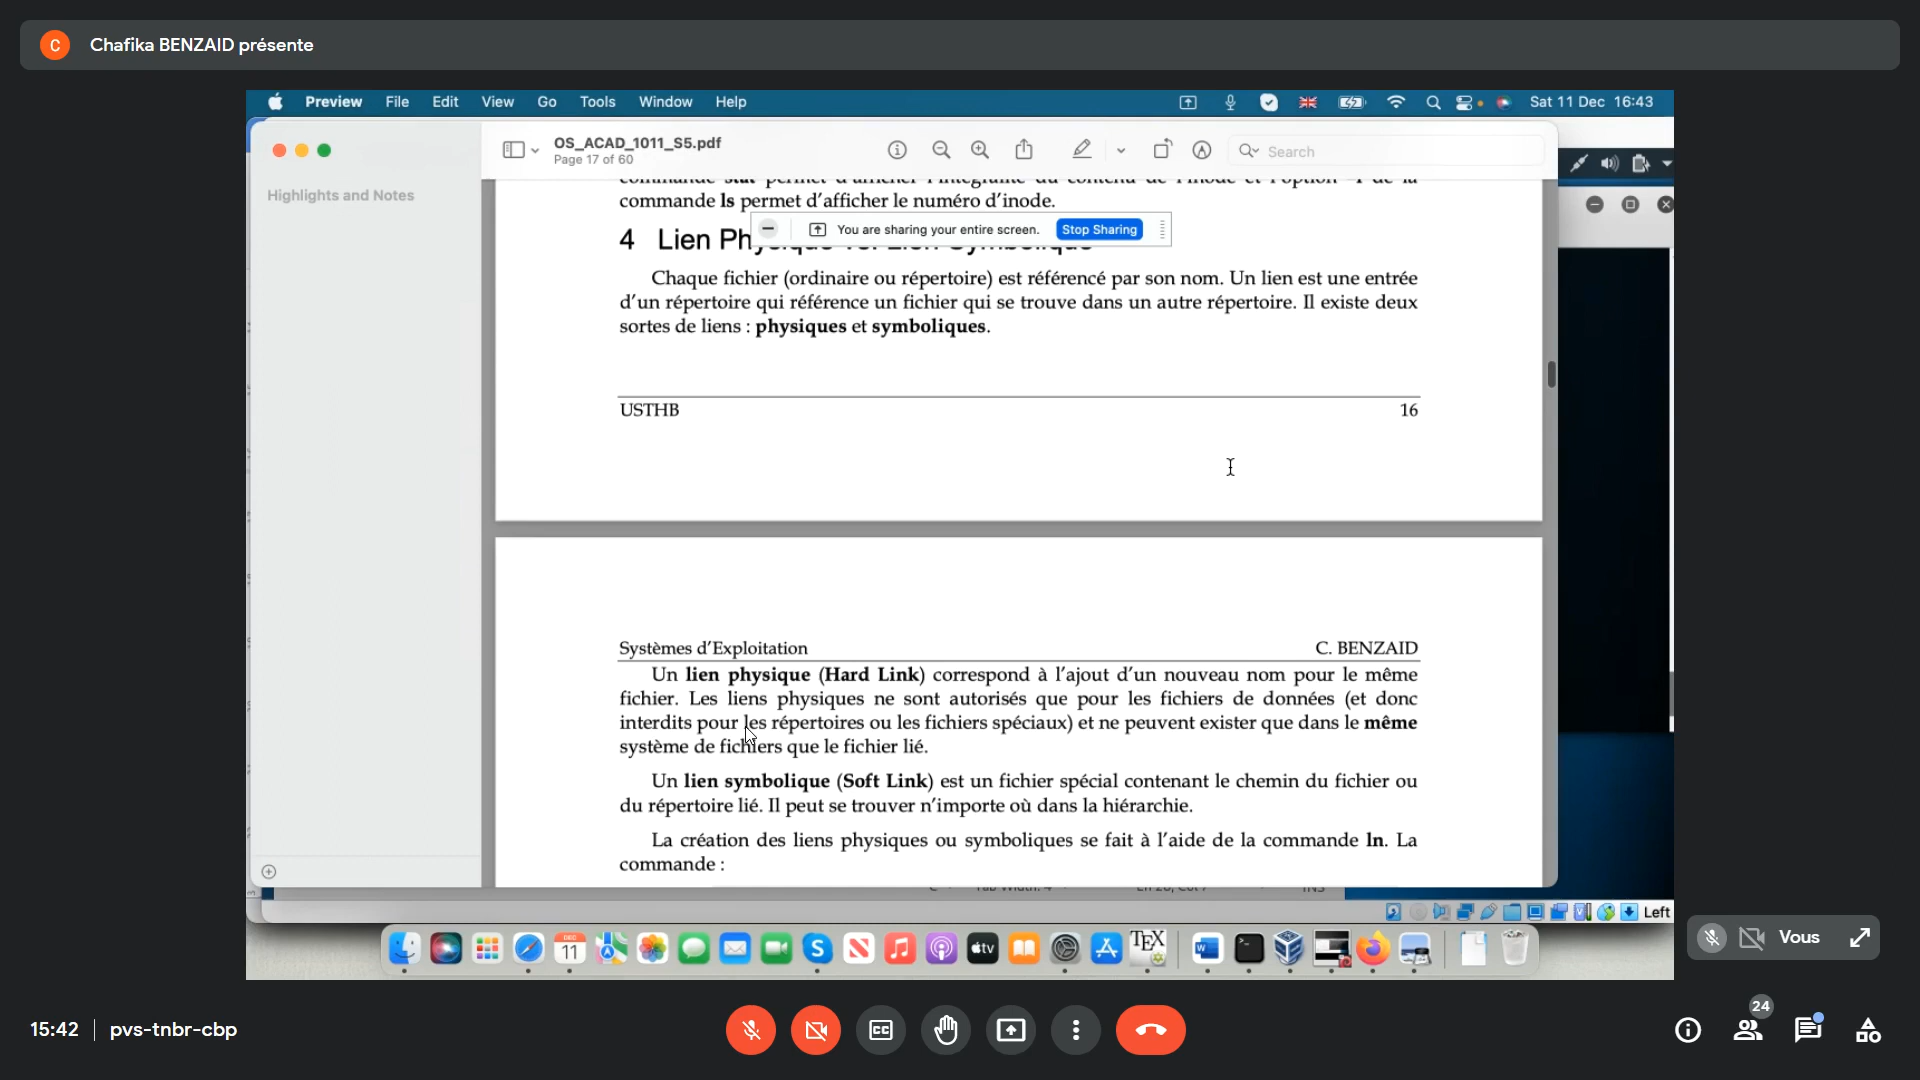 C Chafika BENZAID présente
Preview File Edit View Go Tools Window Help Sat 11 Dec 16:43
OS_ACAD_1011_S5.pdf
Page 17 of 60
Search
Highlights and Notes
commande ls permet d'afficher le numéro d'inode.
You are sharing your entire screen. Stop Sharing
4 Lien Physique vs. Lien Symbolique
Chaque fichier (ordinaire ou répertoire) est référencé par son nom. Un lien est une entrée
d'un répertoire qui référence un fichier qui se trouve dans un autre répertoire. Il existe deux
sortes de liens : physiques et symboliques.
USTHB 16
Systèmes d'Exploitation C. BENZAID
Un lien physique (Hard Link) correspond à l'ajout d'un nouveau nom pour le même
fichier. Les liens physiques ne sont autorisés que pour les fichiers de données (et donc
interdits pour les répertoires ou les fichiers spéciaux) et ne peuvent exister que dans le même
système de fichiers que le fichier lié.
Un lien symbolique (Soft Link) est un fichier spécial contenant le chemin du fichier ou
du répertoire lié. Il peut se trouver n'importe où dans la hiérarchie.
La création des liens physiques ou symboliques se fait à l'aide de la commande ln. La
commande :
Left
DEC
11
tv
TEX
Vous
15:42 pvs-tnbr-cbp
CC
24